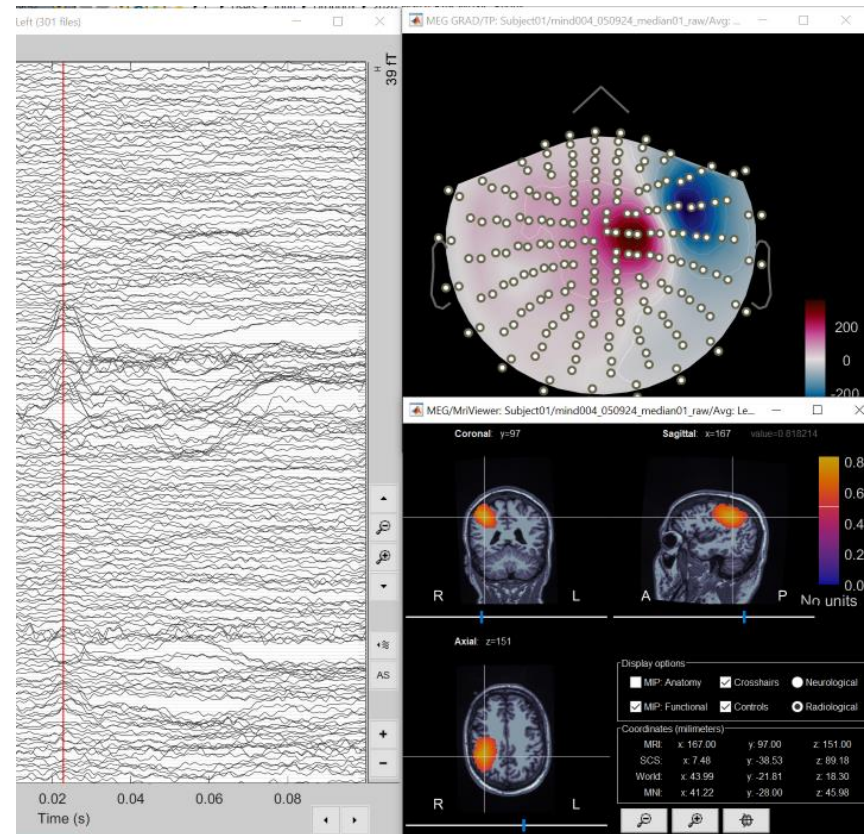 Left (301 files)
39 fT
0.02 0.04 0.06 0.08
Time (s)
AS
MEG GRAD/TP: Subject01/mind004_050924_median01_raw/Avg: ...
200
0
-200
MEG/MriViewer: Subject01/mind004_050924_median01_raw/Avg: Le...
Coronal: y=97
Sagittal: x=167
value=0.818214
R L
A P
0.8
0.6
0.4
0.2
0.0
No units
Axial: z=151
R L
Display options
MIP: Anatomy Crosshairs Neurological
MIP: Functional Controls Radiological
Coordinates (milimeters)
MRI: x: 167.00 y: 97.00 z: 151.00
SCS: x: 7.48 y: -38.53 z: 89.18
World: x: 43.99 y: -21.81 z: 18.30
MNI: x: 41.22 y: -28.00 z: 45.98